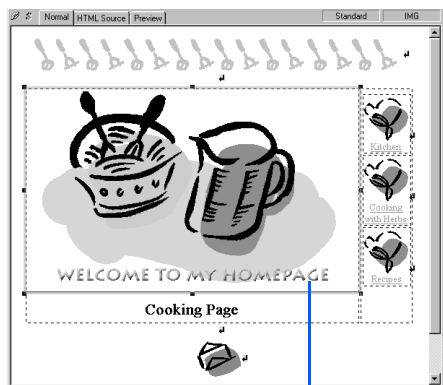 Normal HTML Source Preview Standard IMG
Kitchen
Cooking
with Herbs
Recipes
WELCOME TO MY HOMEPAGE
Cooking Page